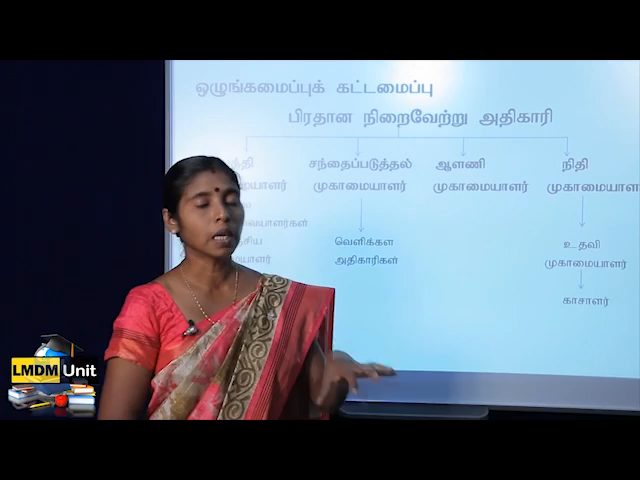 ஒழுங்கமைப்புக் கட்டமைப்பு
பிரதான நிறைவேற்று அதிகாரி
சந்தைப்படுத்தல் ஆளணி நிதி
முகாமையாளர் முகாமையாளர்
வெளிக்கள உதவி
அதிகாரிகள் முகாமையாளர்
காசாளர்
LMDM Unit